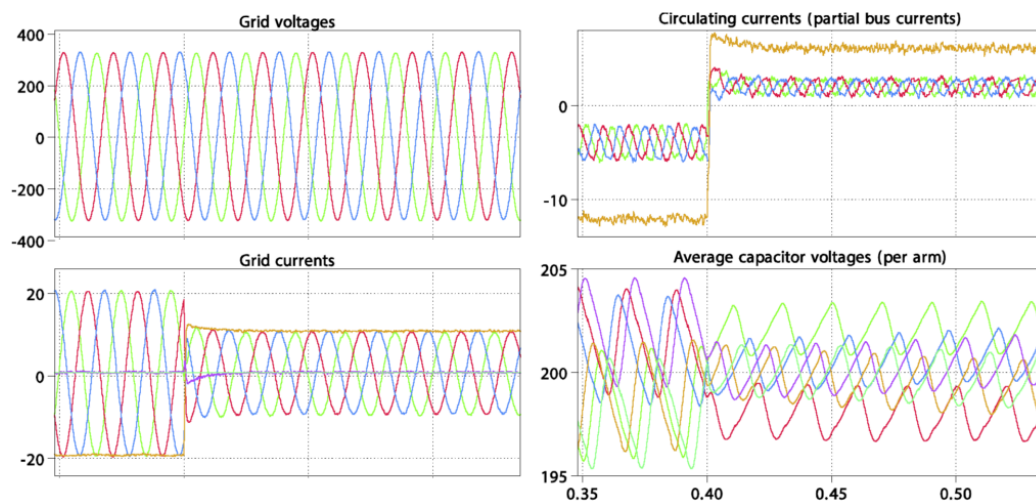 Grid voltages
400
200
0
-200
-400
Circulating currents (partial bus currents)
0
-10
Grid currents
20
0
-20
Average capacitor voltages (per arm)
205
200
195
0.35 0.40 0.45 0.50